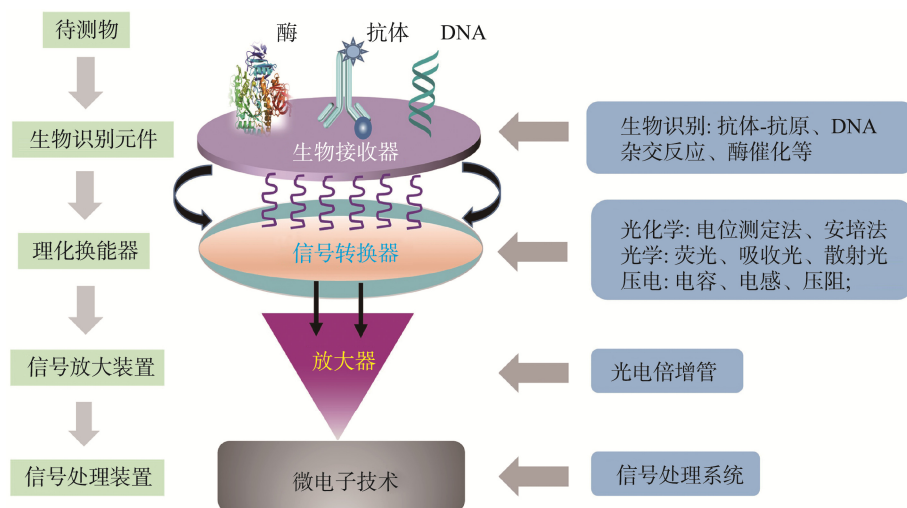 待测物
生物识别元件
理化换能器
信号放大装置
信号处理装置
酶
抗体
DNA
生物接收器
信号转换器
放大器
微电子技术
生物识别: 抗体-抗原、DNA
杂交反应、酶催化等
光化学: 电位测定法、安培法
光学: 荧光、吸收光、散射光
压电: 电容、电感、压阻;
光电倍增管
信号处理系统